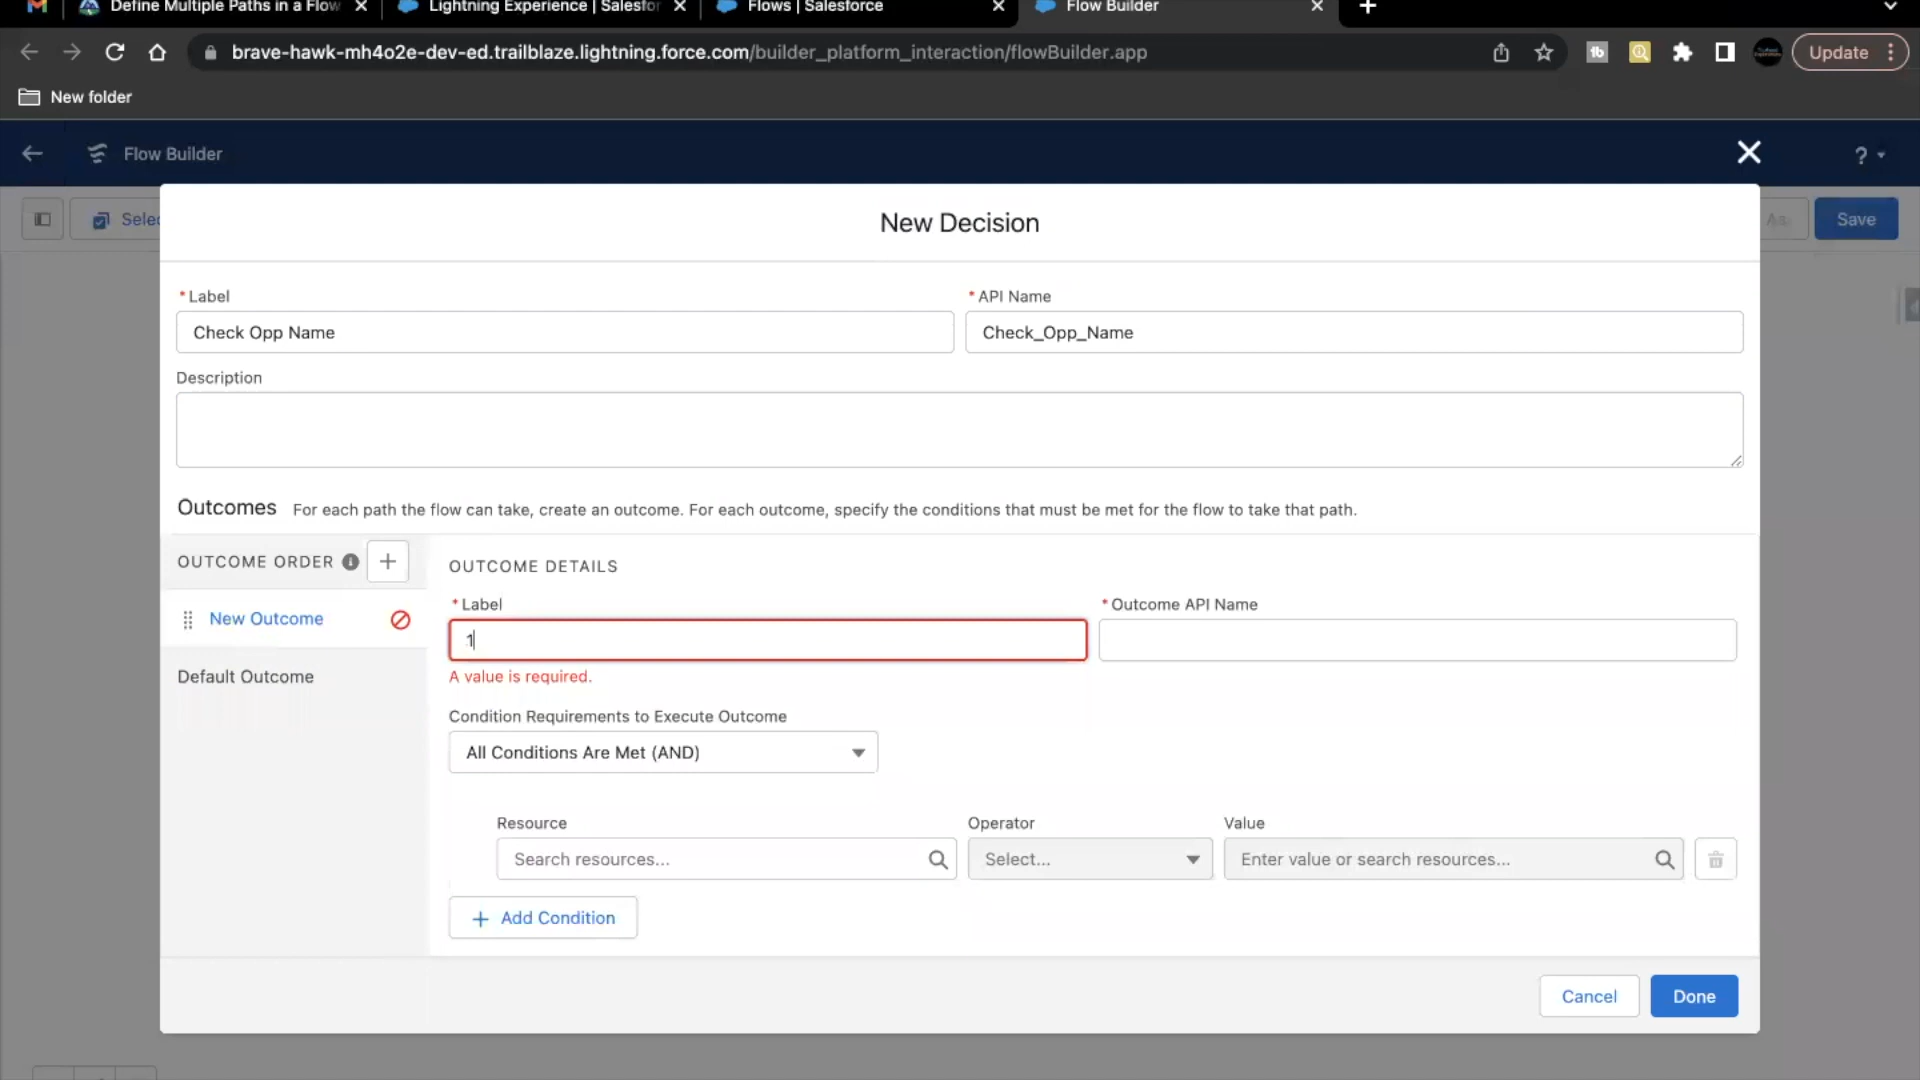 Define Multiple Paths in a Flow
Lightning Experience | Salesfor
Flows | Salesforce
Flow Builder
brave-hawk-mh4o2e-dev-ed.trailblaze.lightning.force.com/builder_platform_interaction/flowBuilder.app
Update
New folder
Flow Builder
?
Selec
As
Save
New Decision
* Label
* API Name
Check Opp Name
Check_Opp_Name
Description
Outcomes For each path the flow can take, create an outcome. For each outcome, specify the conditions that must be met for the flow to take that path.
OUTCOME ORDER
OUTCOME DETAILS
New Outcome
* Label
* Outcome API Name
1
A value is required.
Default Outcome
Condition Requirements to Execute Outcome
All Conditions Are Met (AND)
Resource
Operator
Value
Search resources...
Select...
Enter value or search resources...
+ Add Condition
Cancel
Done